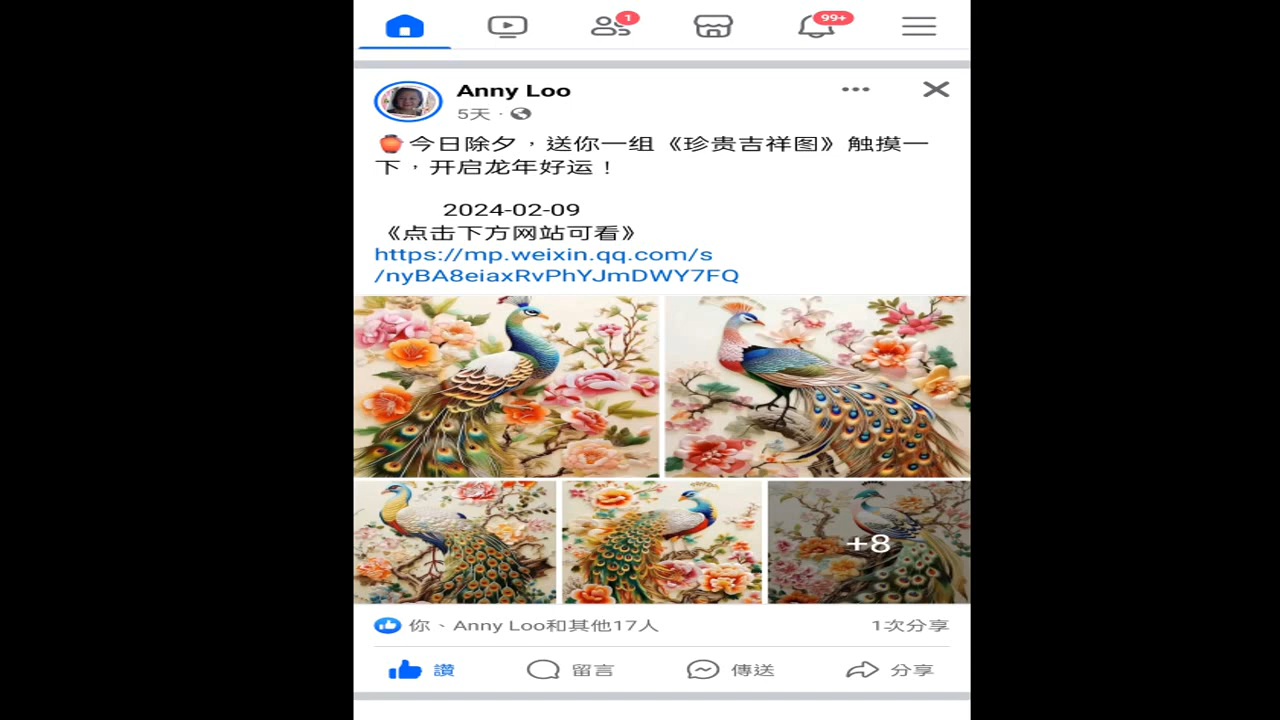 1
99+
Anny Loo
5天 ·
今日除夕，送你一组《珍贵吉祥图》触摸一
下，开启龙年好运！
2024-02-09
《点击下方网站可看》
https://mp.weixin.qq.com/s
/nyBA8eiaxRvPhYJmDWY7FQ
+8
你、Anny Loo和其他17人
1次分享
讚
留言
傳送
分享